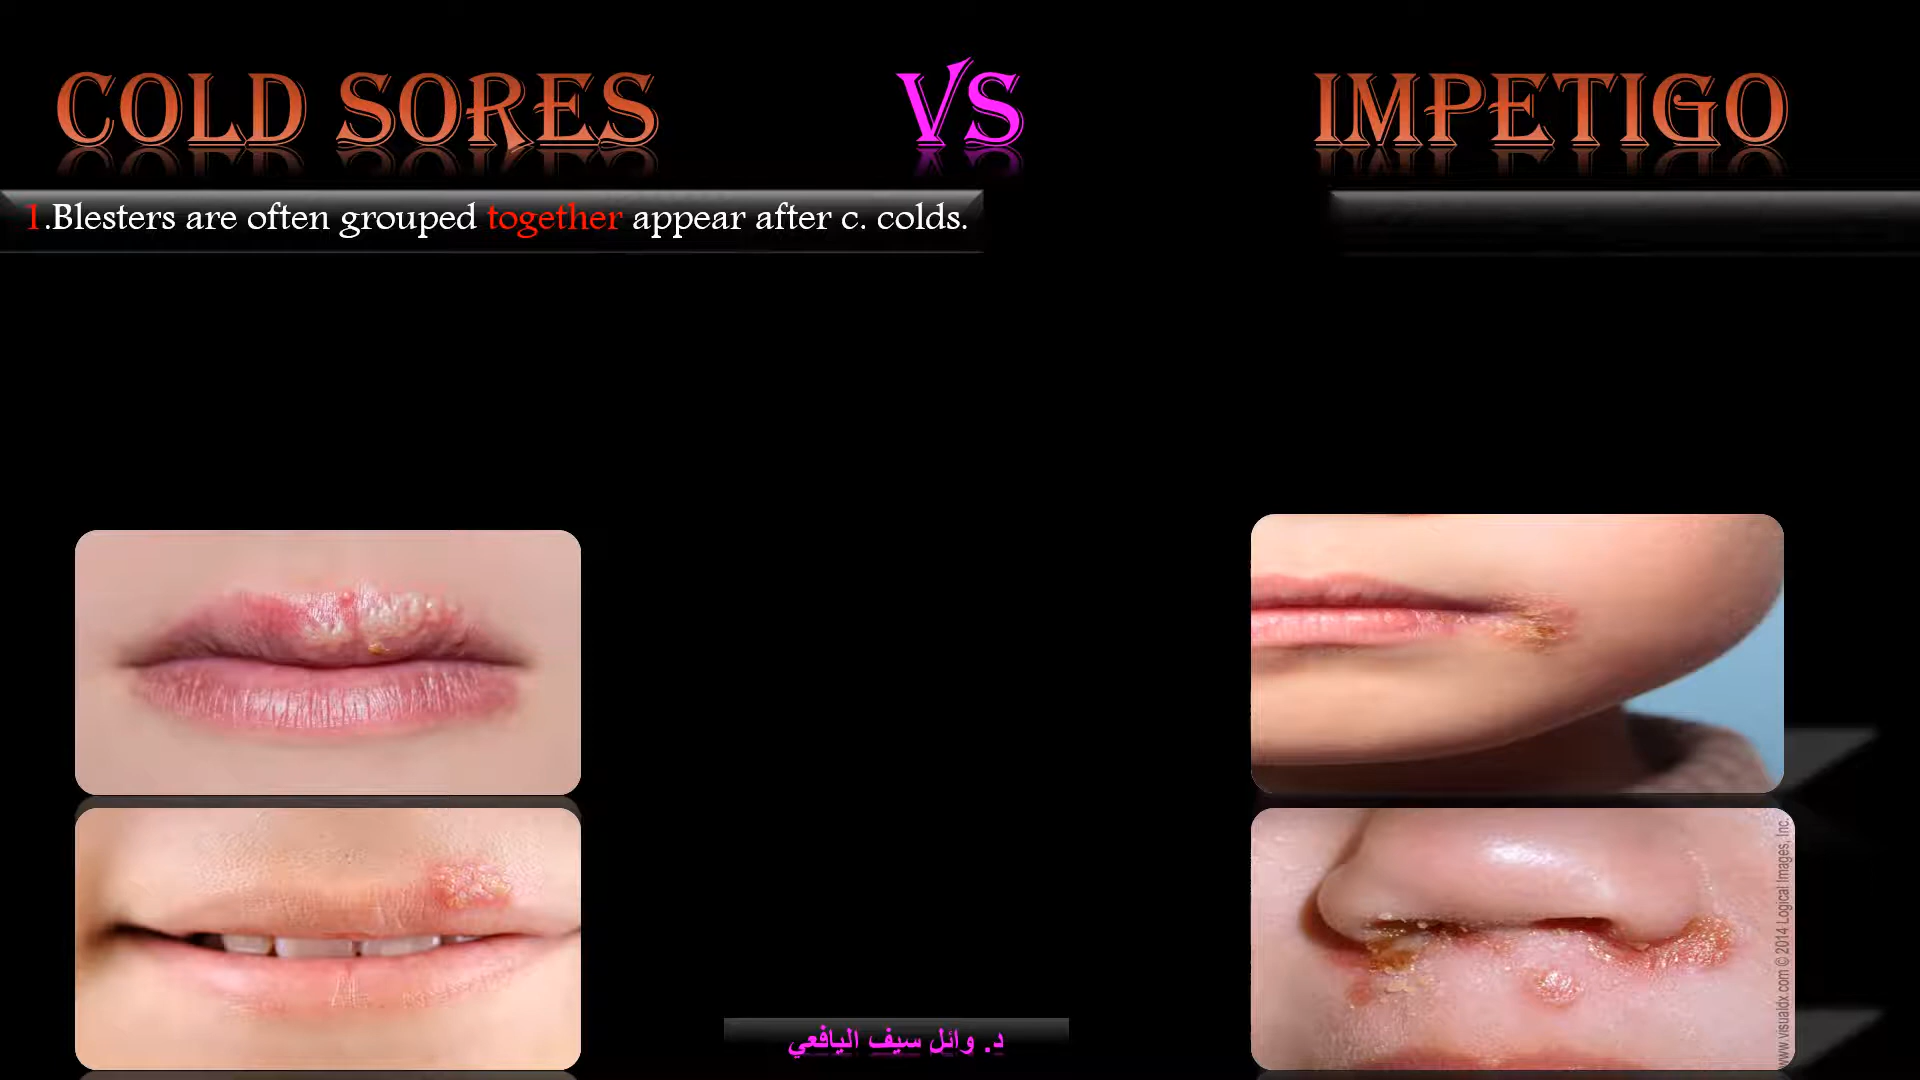 COLD SORES VS IMPETIGO
1.Blesters are often grouped together appear after c. colds.
www.visualdx.com © 2014 Logical Images, Inc.
د. وائل سيف اليافعي